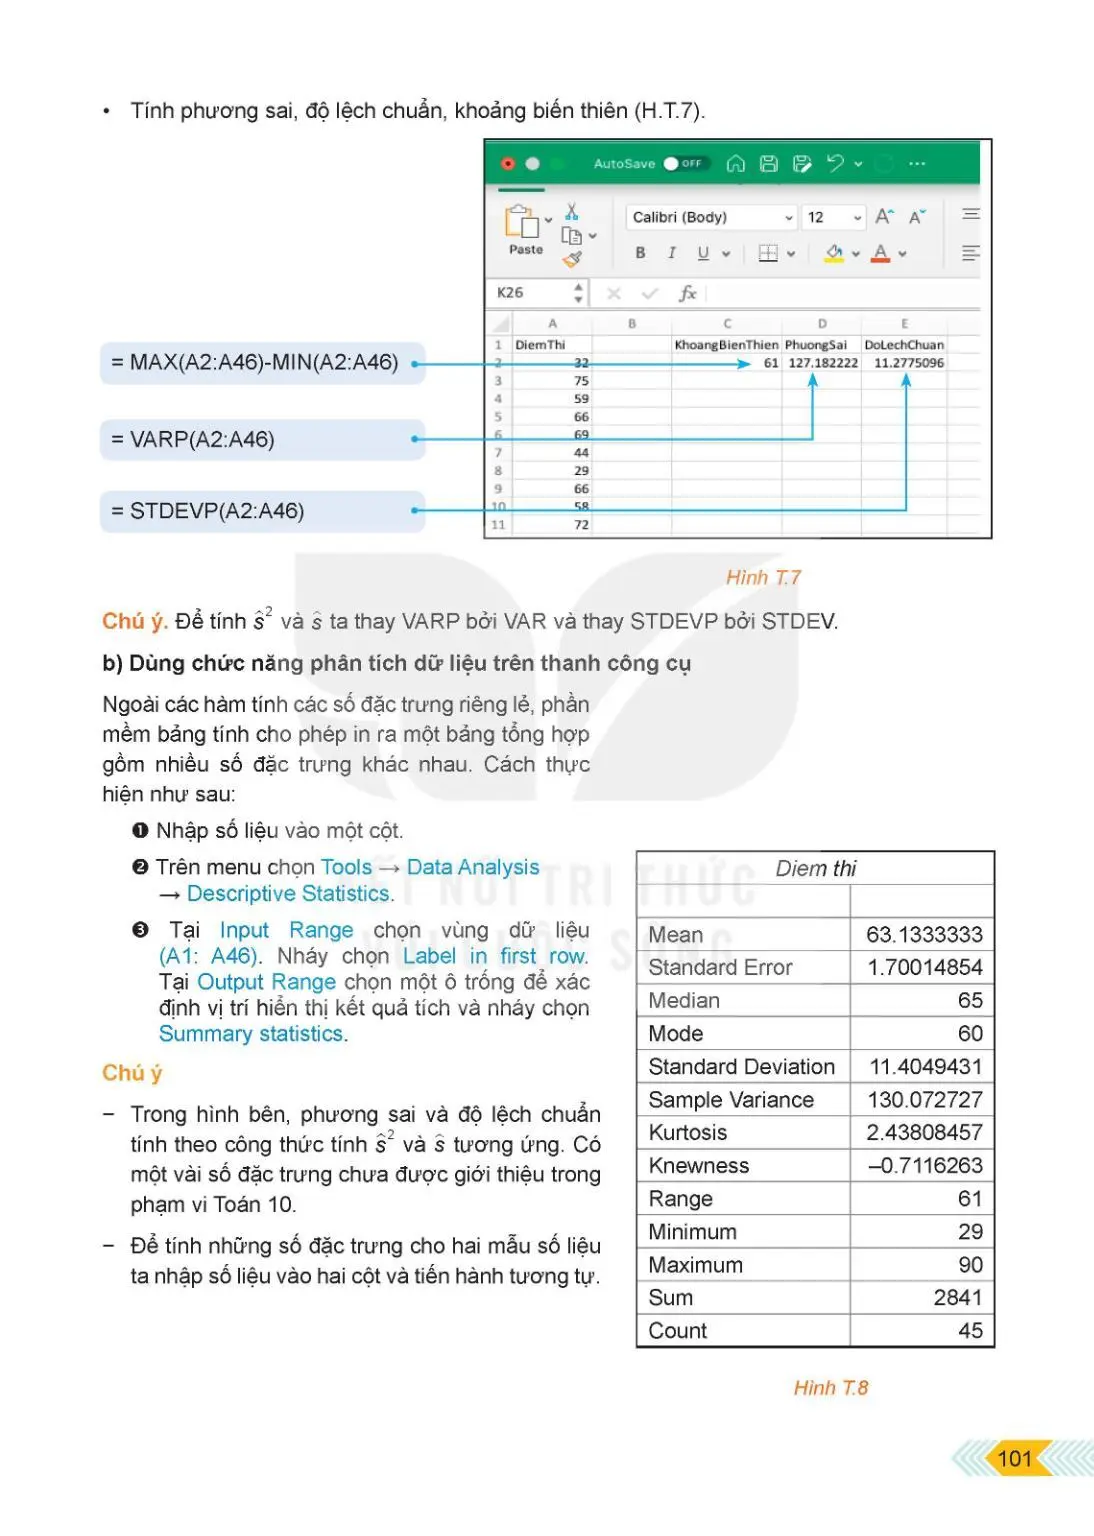 • Tính phương sai, độ lệch chuẩn, khoảng biến thiên (H.T.7).
AutoSave OFF ...
Paste
Calibri (Body) 12 A A
B I U A
K26 fx
A B C D E
1 DiemThi KhoangBienThien PhuongSai DoLechChuan
2 32 61 127.182222 11.2775096
3 75
4 59
5 66
6 69
7 44
8 29
9 66
10 58
11 72
= MAX(A2:A46)-MIN(A2:A46)
= VARP(A2:A46)
= STDEVP(A2:A46)
Hình T.7
Chú ý. Để tính ŝ² và ŝ ta thay VARP bởi VAR và thay STDEVP bởi STDEV.
b) Dùng chức năng phân tích dữ liệu trên thanh công cụ
Ngoài các hàm tính các số đặc trưng riêng lẻ, phần
mềm bảng tính cho phép in ra một bảng tổng hợp
gồm nhiều số đặc trưng khác nhau. Cách thực
hiện như sau:
❶ Nhập số liệu vào một cột.
❷ Trên menu chọn Tools → Data Analysis
→ Descriptive Statistics.
❸ Tại Input Range chọn vùng dữ liệu
(A1: A46). Nháy chọn Label in first row.
Tại Output Range chọn một ô trống để xác
định vị trí hiển thị kết quả tích và nháy chọn
Summary statistics.
Chú ý
– Trong hình bên, phương sai và độ lệch chuẩn
tính theo công thức tính ŝ² và ŝ tương ứng. Có
một vài số đặc trưng chưa được giới thiệu trong
phạm vi Toán 10.
– Để tính những số đặc trưng cho hai mẫu số liệu
ta nhập số liệu vào hai cột và tiến hành tương tự.
Diem thi
Mean 63.1333333
Standard Error 1.70014854
Median 65
Mode 60
Standard Deviation 11.4049431
Sample Variance 130.072727
Kurtosis 2.43808457
Knewness –0.7116263
Range 61
Minimum 29
Maximum 90
Sum 2841
Count 45
Hình T.8
KẾT NỐI TRI THỨC
VỚI CUỘC SỐNG
101